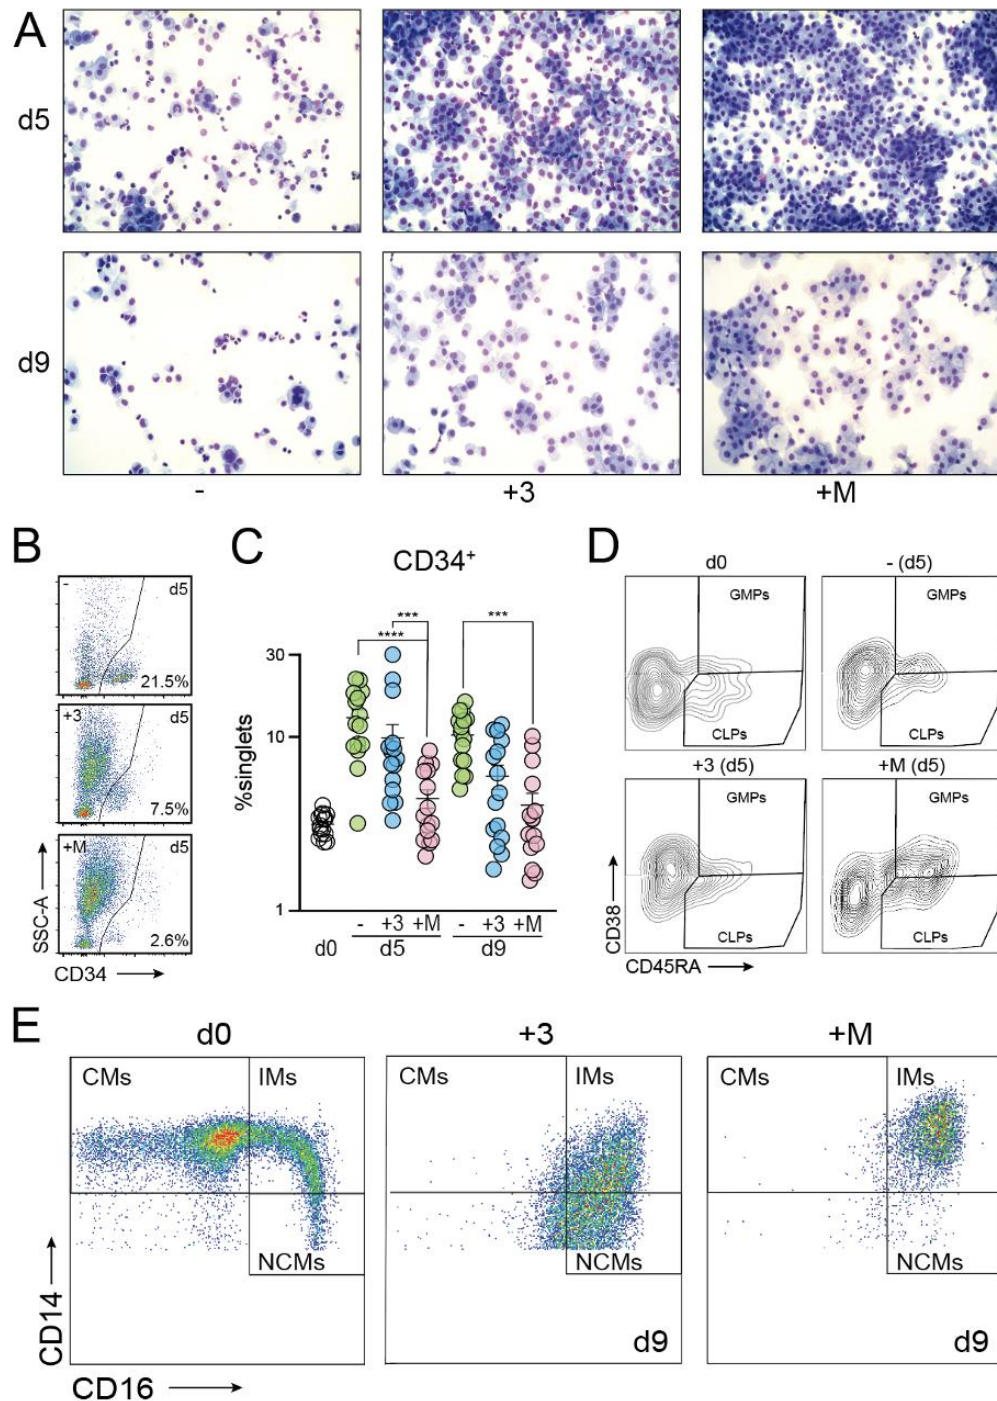 A
d5
d9
-
+3
+M
B
- d5
21.5%
+3 d5
7.5%
+M d5
2.6%
SSC-A
CD34
C
CD34+
30
10
1
%singlets
- +3 +M - +3 +M
d0 d5 d9
**** *** ***
D
d0 - (d5)
GMPs GMPs
CLPs CLPs
+3 (d5) +M (d5)
GMPs GMPs
CLPs CLPs
CD38
CD45RA
E
d0 +3 +M
CMs IMs CMs IMs CMs IMs
NCMs NCMs NCMs
d9 d9
CD14
CD16